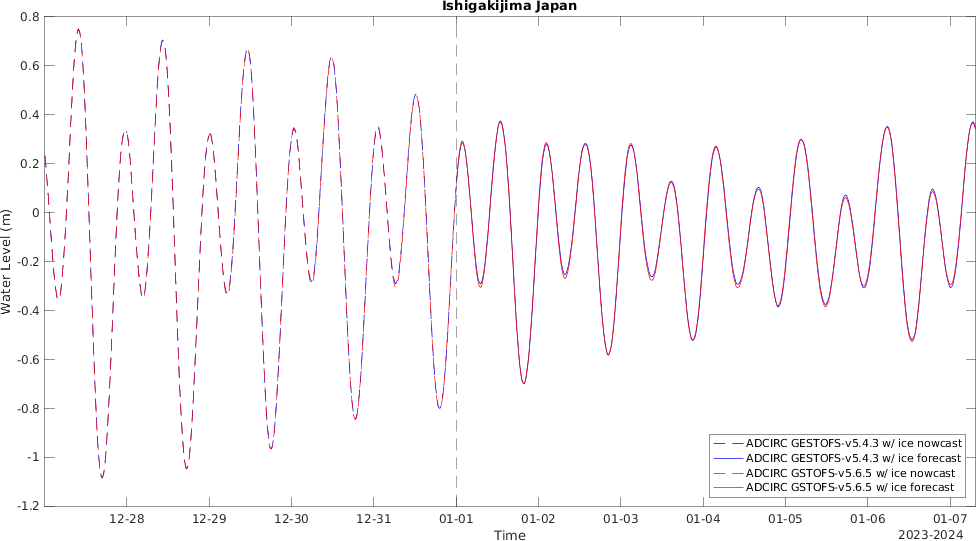 Ishigakijima Japan
0.8
0.6
0.4
0.2
0
-0.2
-0.4
-0.6
-0.8
-1
-1.2
Water Level (m)
12-28 12-29 12-30 12-31 01-01 01-02 01-03 01-04 01-05 01-06 01-07
Time
2023-2024
ADCIRC GESTOFS-v5.4.3 w/ ice nowcast
ADCIRC GESTOFS-v5.4.3 w/ ice forecast
ADCIRC GSTOFS-v5.6.5 w/ ice nowcast
ADCIRC GSTOFS-v5.6.5 w/ ice forecast